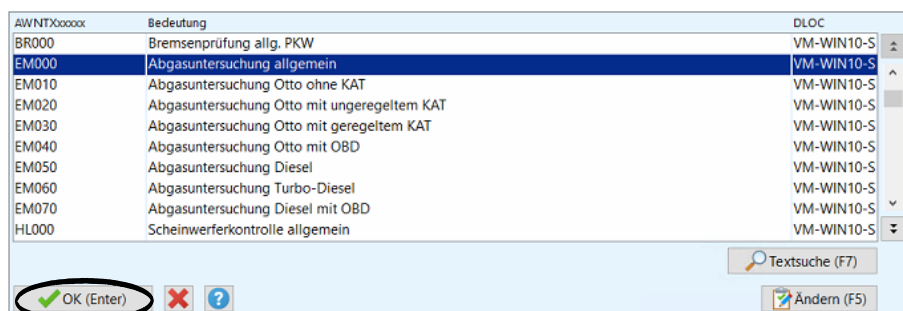 AWNTXxxxxx Bedeutung DLOC
BR000 Bremsenprüfung allg. PKW VM-WIN10-S
EM000 Abgasuntersuchung allgemein VM-WIN10-S
EM010 Abgasuntersuchung Otto ohne KAT VM-WIN10-S
EM020 Abgasuntersuchung Otto mit ungeregeltem KAT VM-WIN10-S
EM030 Abgasuntersuchung Otto mit geregeltem KAT VM-WIN10-S
EM040 Abgasuntersuchung Otto mit OBD VM-WIN10-S
EM050 Abgasuntersuchung Diesel VM-WIN10-S
EM060 Abgasuntersuchung Turbo-Diesel VM-WIN10-S
EM070 Abgasuntersuchung Diesel mit OBD VM-WIN10-S
HL000 Scheinwerferkontrolle allgemein VM-WIN10-S
Textsuche (F7)
OK (Enter) Ändern (F5)